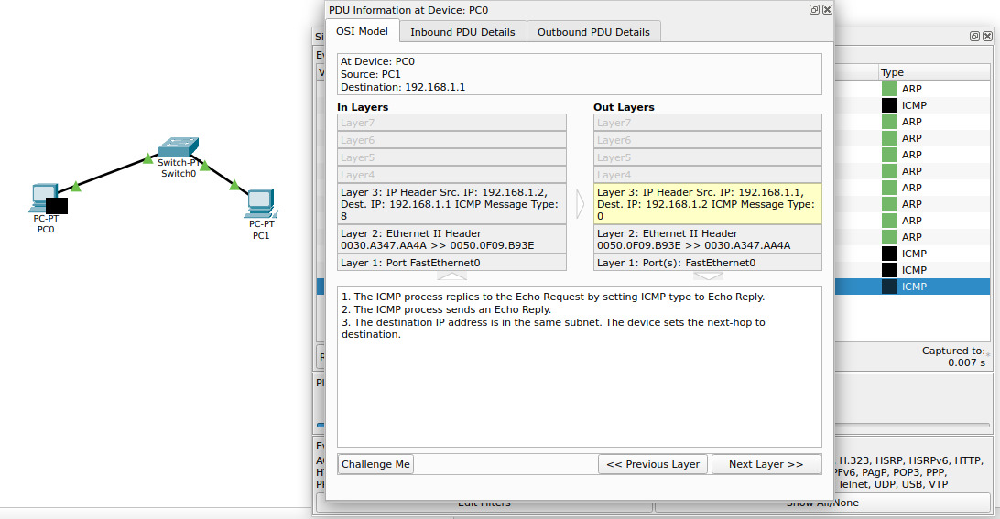 PDU Information at Device: PC0
OSI Model
Inbound PDU Details
Outbound PDU Details
At Device: PC0
Source: PC1
Destination: 192.168.1.1
In Layers
Layer7
Layer6
Layer5
Layer4
Layer 3: IP Header Src. IP: 192.168.1.2,
Dest. IP: 192.168.1.1 ICMP Message Type:
8
Layer 2: Ethernet II Header
0030.A347.AA4A >> 0050.0F09.B93E
Layer 1: Port FastEthernet0
Out Layers
Layer7
Layer6
Layer5
Layer4
Layer 3: IP Header Src. IP: 192.168.1.1,
Dest. IP: 192.168.1.2 ICMP Message Type:
0
Layer 2: Ethernet II Header
0050.0F09.B93E >> 0030.A347.AA4A
Layer 1: Port(s): FastEthernet0
1. The ICMP process replies to the Echo Request by setting ICMP type to Echo Reply.
2. The ICMP process sends an Echo Reply.
3. The destination IP address is in the same subnet. The device sets the next-hop to
destination.
Challenge Me
<< Previous Layer
Next Layer >>
Switch-PT
Switch0
PC-PT
PC0
PC-PT
PC1
Type
ARP
ICMP
ARP
ARP
ARP
ARP
ARP
ARP
ARP
ARP
ICMP
ICMP
ICMP
Captured to:
0.007 s
H.323, HSRP, HSRPv6, HTTP,
PAgP, POP3, PPP,
Telnet, UDP, USB, VTP
Edit Filters
Show All/None